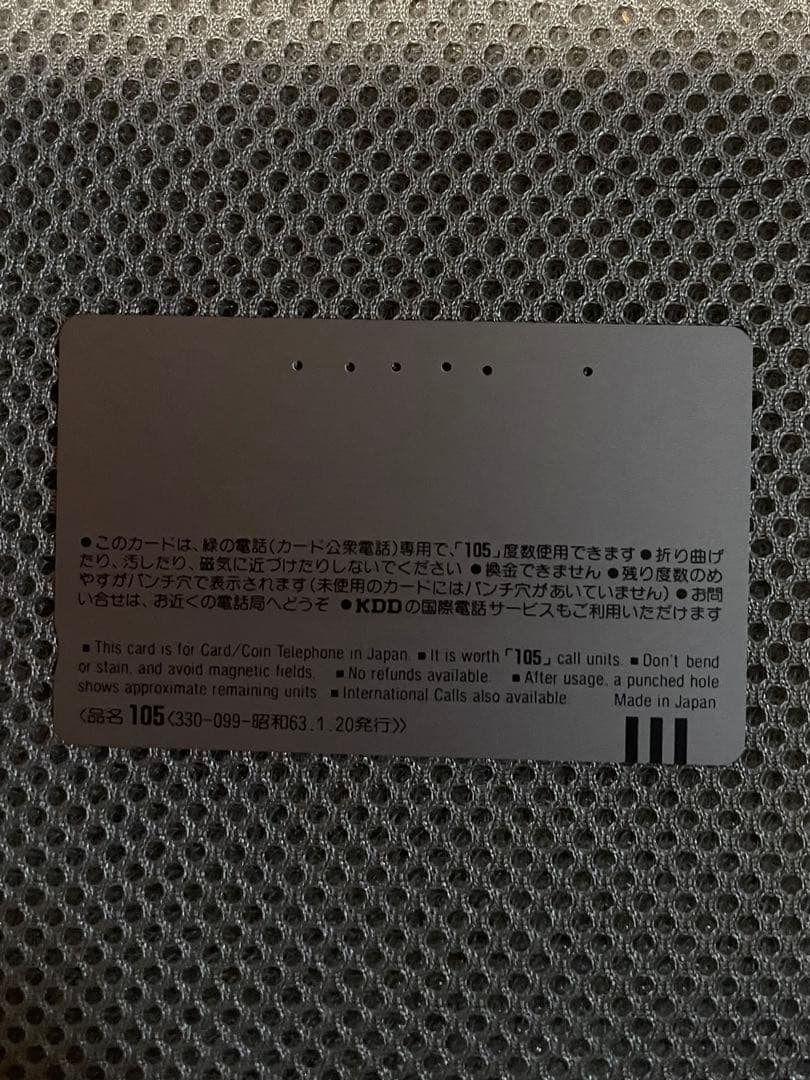 ●このカードは、緑の電話(カード公衆電話)専用で、「105」度数使用できます ●折り曲げ
たり、汚したり、磁気に近づけたりしないでください ●換金できません ●残り度数のめ
やすがパンチ穴で表示されます(未使用のカードにはパンチ穴があいていません) ●お問
い合せは、お近くの電話局へどうぞ ●KDDの国際電話サービスもご利用いただけます
■ This card is for Card/Coin Telephone in Japan. ■ It is worth「105」call units. ■ Don't bend
or stain, and avoid magnetic fields. ■ No refunds available. ■ After usage, a punched hole
shows approximate remaining units. ■ International Calls also available. Made in Japan
〈品名 105〈330-099-昭和63.1.20発行〉〉